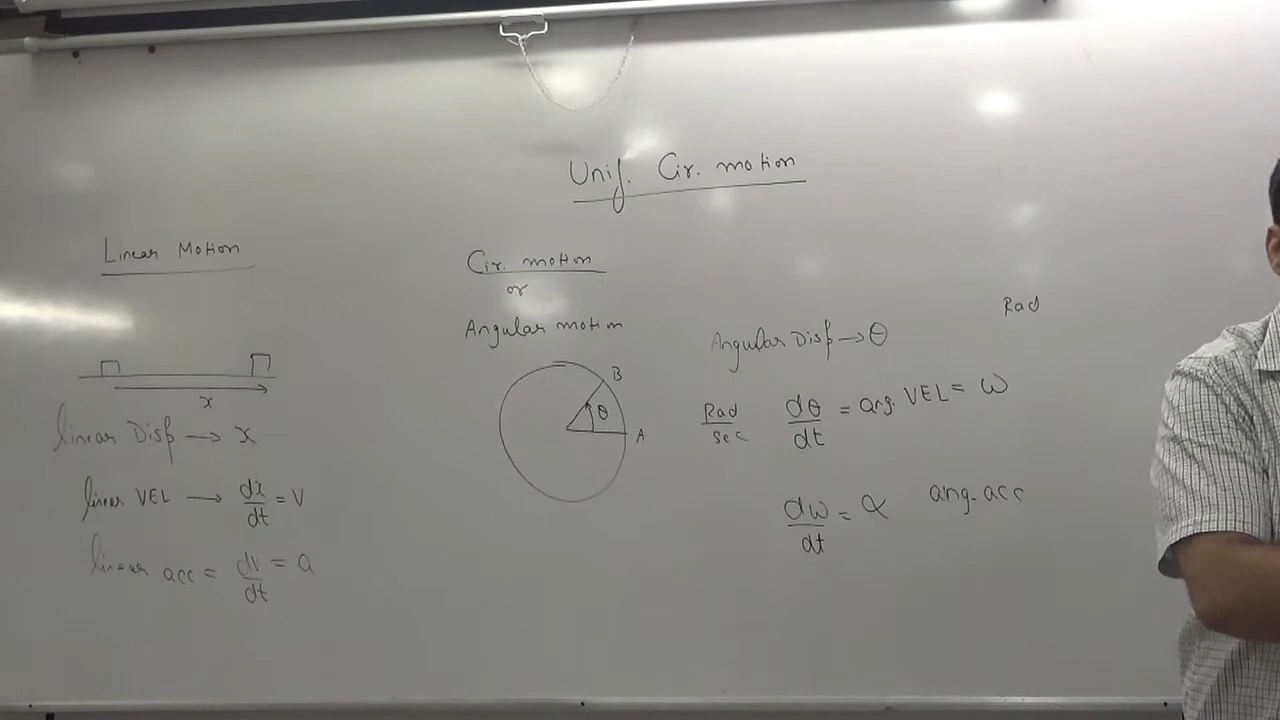 Unif. Cir. motion
Linear Motion
x
linear Disp → x
linear VEL → dx/dt = V
linear acc = dv/dt = a
Cir. motion
or
Angular motion
B
θ
A
Rad
Angular Disp → θ
Rad/sec dθ/dt = ang. VEL = ω
dω/dt = α ang. acc